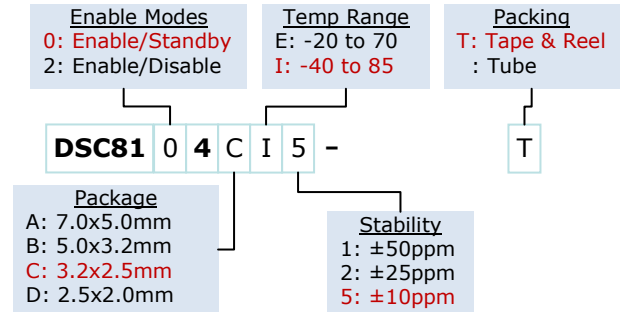 Enable Modes
0: Enable/Standby
2: Enable/Disable
Temp Range
E: -20 to 70
I: -40 to 85
Packing
T: Tape & Reel
: Tube
DSC81 0 4 C I 5 – T
Package
A: 7.0x5.0mm
B: 5.0x3.2mm
C: 3.2x2.5mm
D: 2.5x2.0mm
Stability
1: ±50ppm
2: ±25ppm
5: ±10ppm